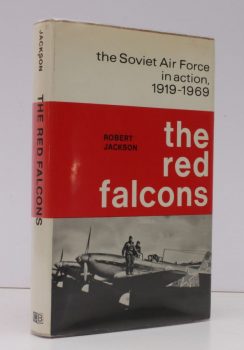 JACKSON
THE RED FALCONS
the Soviet Air Force
in action,
1919-1969
ROBERT
JACKSON
the
red
falcons